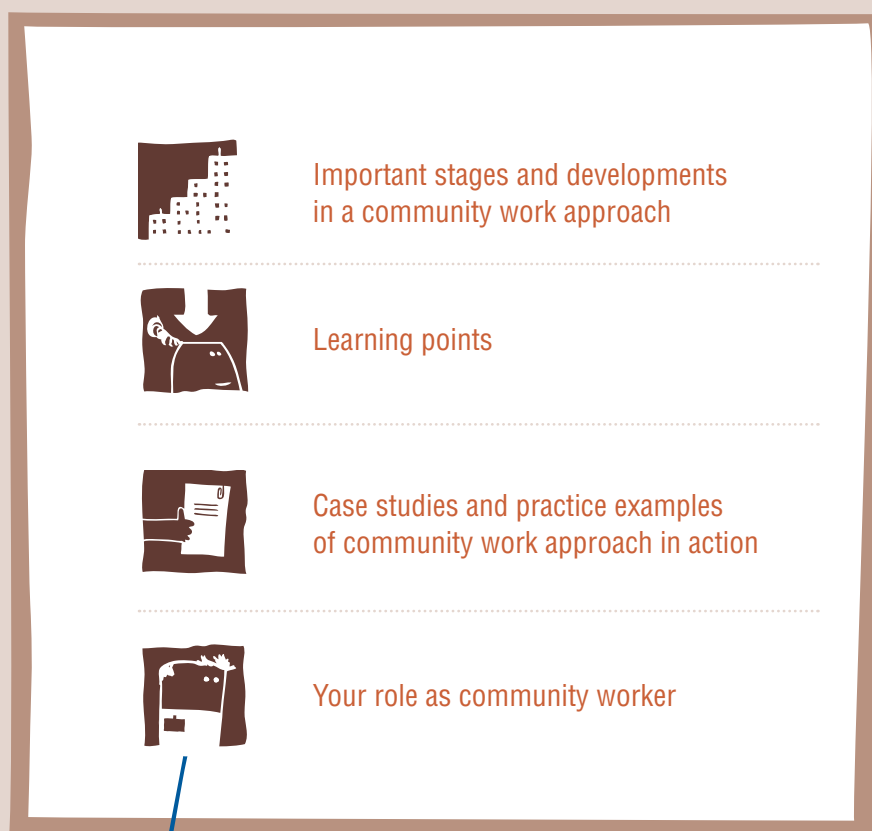 Important stages and developments
in a community work approach
Learning points
Case studies and practice examples
of community work approach in action
Your role as community worker